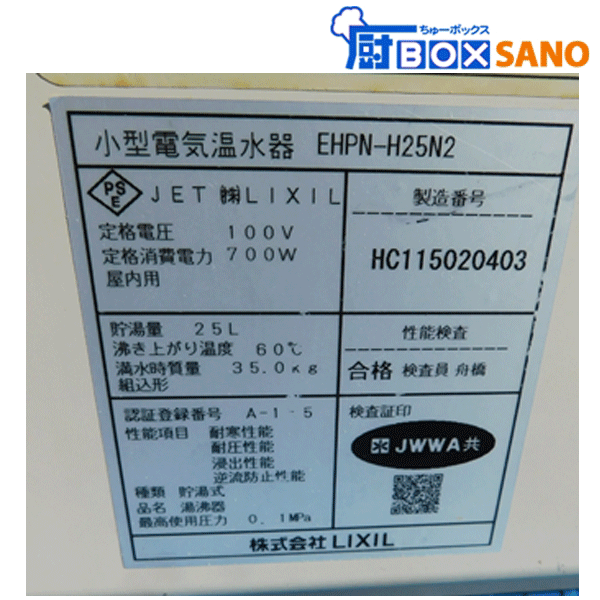 ちゅーボックス
厨BOX SANO
小型電気温水器 EHPN-H25N2
PSE JET ㈱LIXIL
定格電圧 100V
定格消費電力 700W
屋内用
製造番号
HC115020403
貯湯量 25L
沸き上がり温度 60℃
満水時質量 35.0kg
組込形
性能検査
合格 検査員 舟橋
認証登録番号 A-1-5
性能項目 耐寒性能
耐圧性能
浸出性能
逆流防止性能
種類 貯湯式
品名 湯沸器
最高使用圧力 0.1MPa
検査証印
JWWA共
株式会社LIXIL